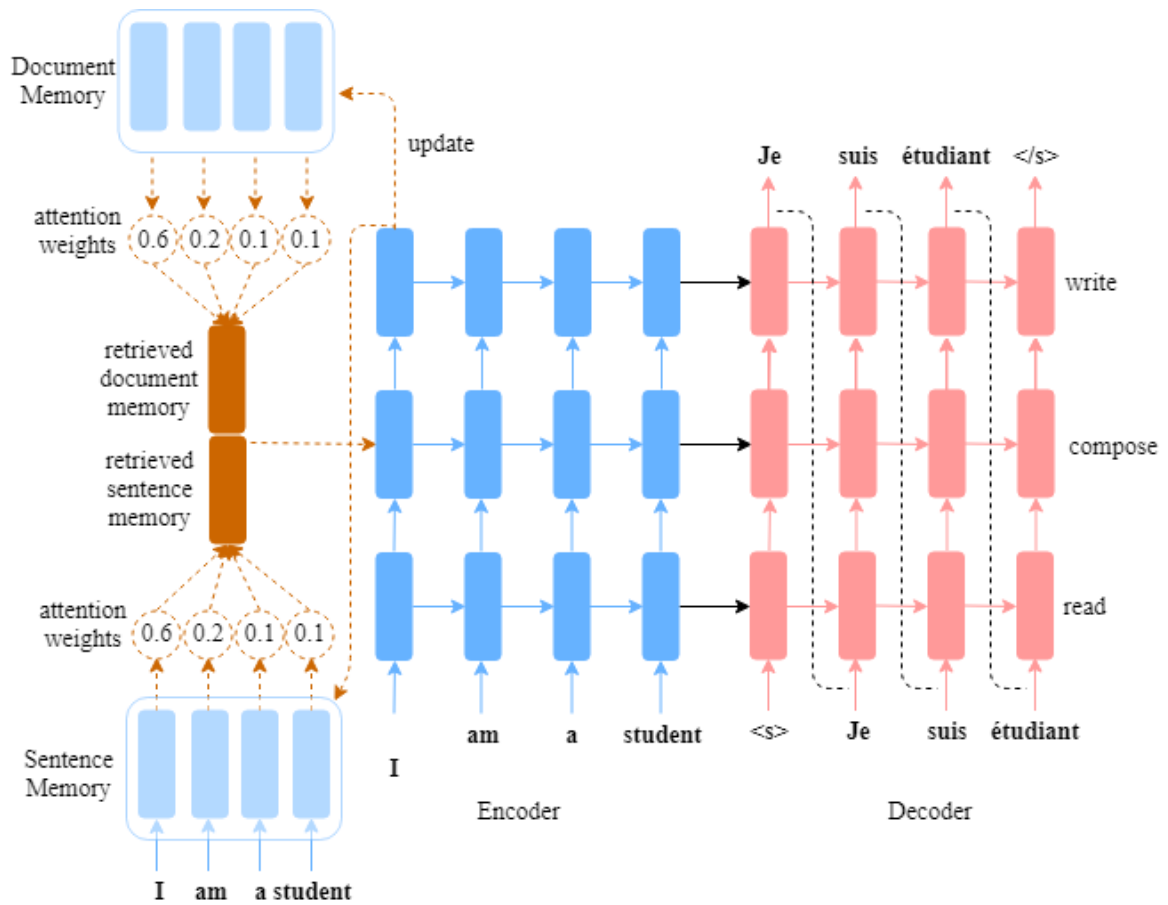 Document
Memory
update
attention
weights
0.6 0.2 0.1 0.1
retrieved
document
memory
retrieved
sentence
memory
attention
weights
0.6 0.2 0.1 0.1
Sentence
Memory
I am a student
I am a student
Encoder
Je suis étudiant </s>
write
compose
read
<s> Je suis étudiant
Decoder